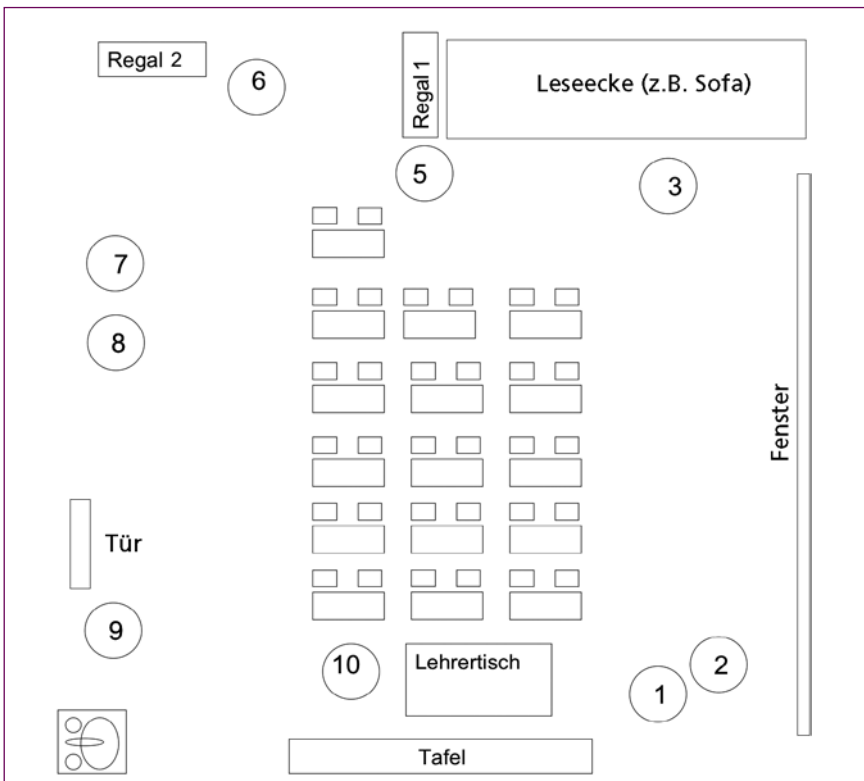 Regal 2
6
Regal 1
Leseecke (z.B. Sofa)
5
3
7
8
Fenster
Tür
9
10
Lehrertisch
2
1
Tafel